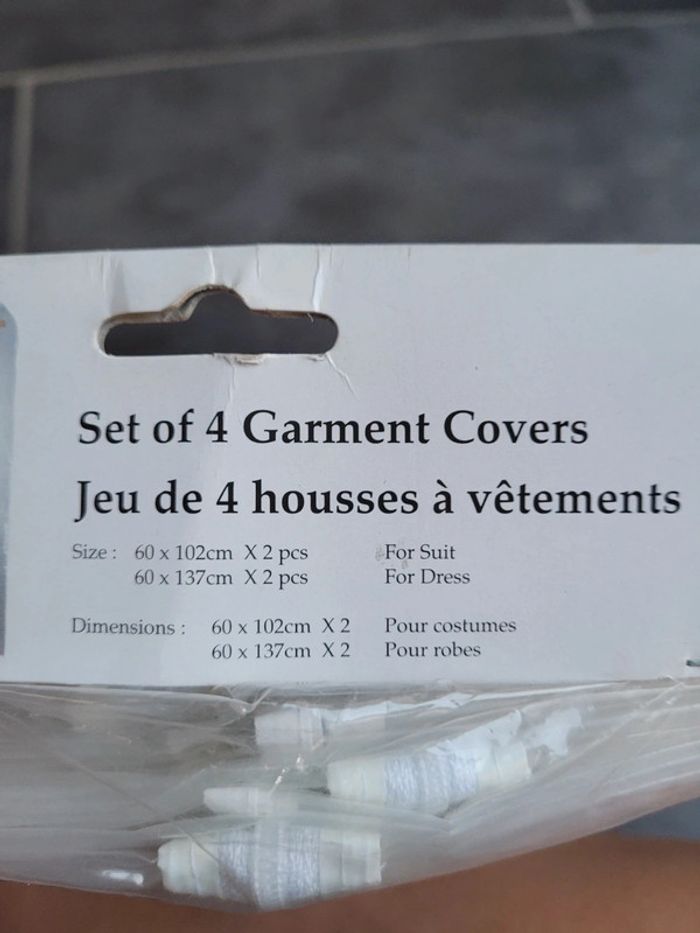 Set of 4 Garment Covers
Jeu de 4 housses à vêtements
Size : 60 x 102cm X 2 pcs For Suit
60 x 137cm X 2 pcs For Dress
Dimensions : 60 x 102cm X 2 Pour costumes
60 x 137cm X 2 Pour robes